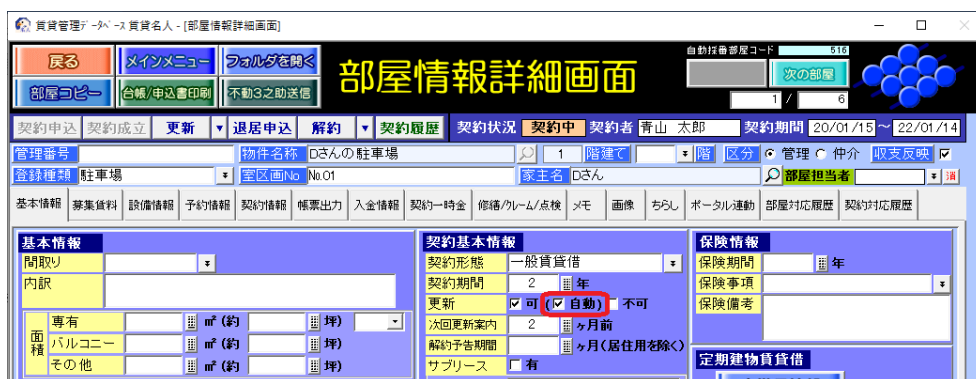 賃貸管理ﾃﾞｰﾀﾍﾞｰｽ 賃貸名人 - [部屋情報詳細画面]
戻る メインメニュー フォルダを開く
部屋コピー 台帳/申込書印刷 不動3之助送信
部屋情報詳細画面
自動採番部屋コード 516
次の部屋
1 / 6
契約申込 契約成立 更新 退居申込 解約 契約履歴 契約状況 契約中 契約者 青山 太郎 契約期間 20/01/15 ~ 22/01/14
管理番号 物件名称 Dさんの駐車場 1 階建て 階 区分 管理 仲介 収支反映
登録種類 駐車場 室区画No No.01 家主名 Dさん 部屋担当者 消
基本情報 募集賃料 設備情報 予約情報 契約情報 帳票出力 入金情報 契約一時金 修繕/クレーム/点検 メモ 画像 ちらし ポータル連動 部屋対応履歴 契約対応履歴
基本情報
間取り
内訳
面積
専有 ㎡ (約 坪)
バルコニー ㎡ (約 坪)
その他 ㎡ (約 坪)
契約基本情報
契約形態 一般賃貸借
契約期間 2 年
更新 可 ( 自動) 不可
次回更新案内 2 ヶ月前
解約予告期間 ヶ月(居住用を除く)
サブリース 有
保険情報
保険期間 年
保険事項
保険備考
定期建物賃貸借